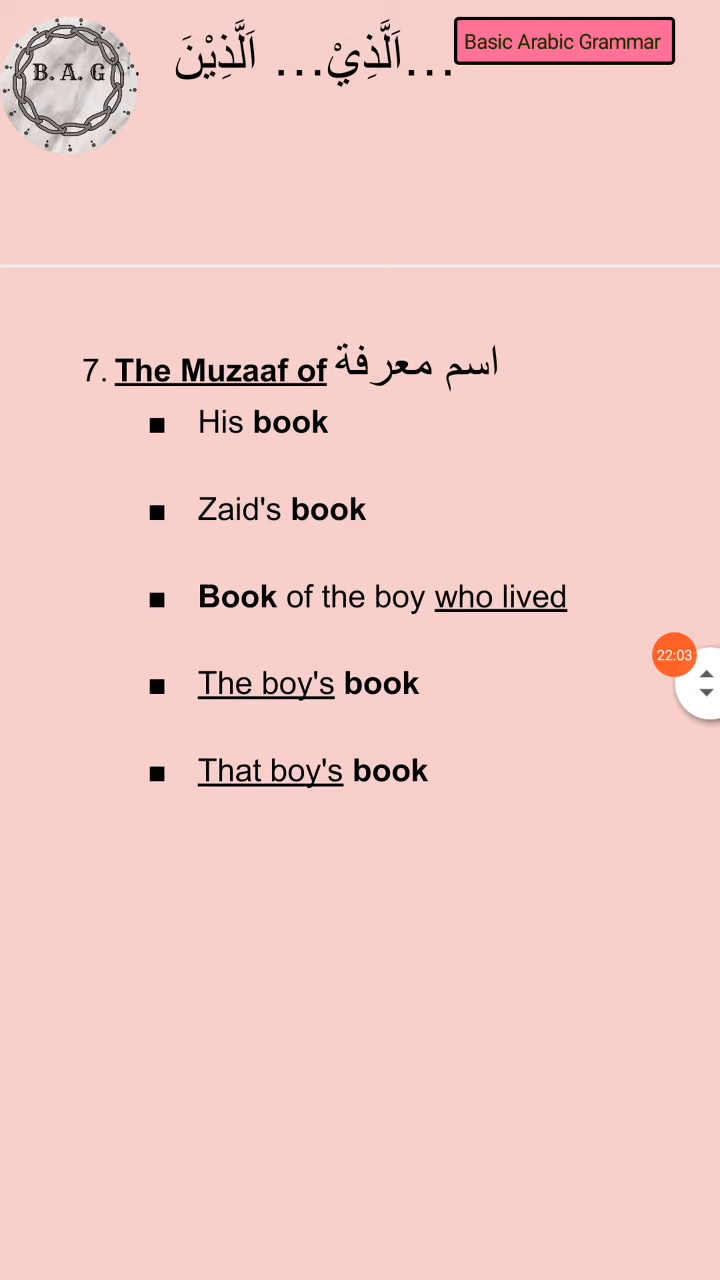 B. A. G
...اَلَّذِيْ... اَلَّذِيْنَ
Basic Arabic Grammar
7. The Muzaaf of اسم معرفة
■ His book
■ Zaid's book
■ Book of the boy who lived
■ The boy's book
■ That boy's book
22:03